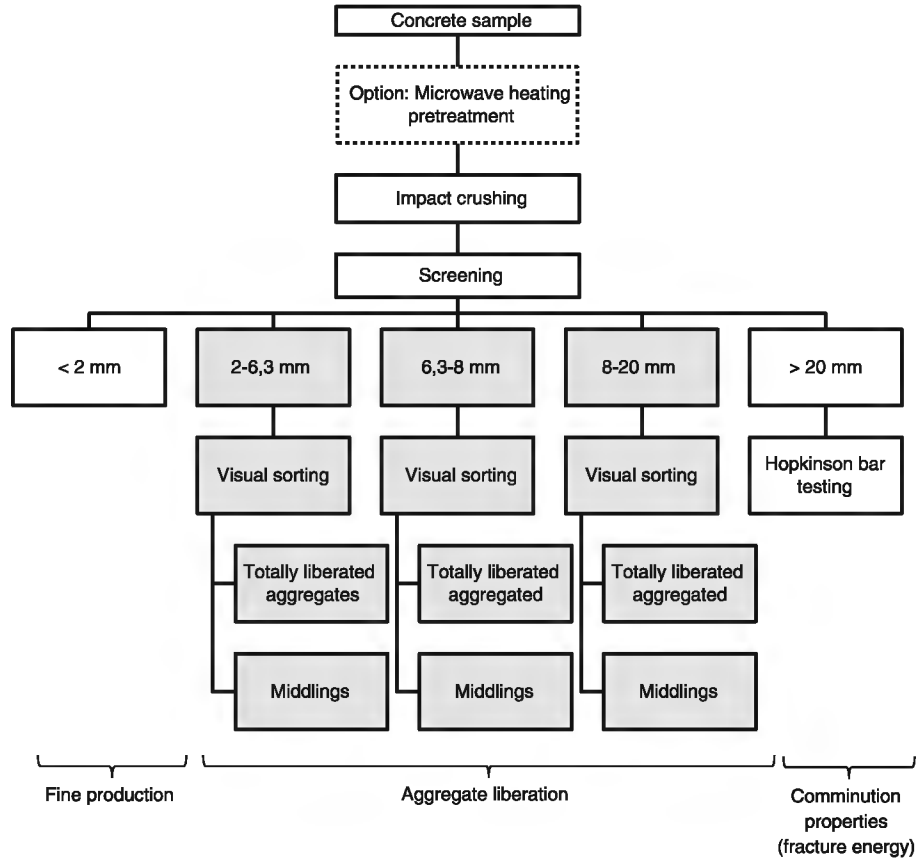 Concrete sample
Option: Microwave heating
pretreatment
Impact crushing
Screening
< 2 mm
2-6,3 mm
6,3-8 mm
8-20 mm
> 20 mm
Visual sorting
Visual sorting
Visual sorting
Hopkinson bar
testing
Totally liberated
aggregates
Totally liberated
aggregated
Totally liberated
aggregated
Middlings
Middlings
Middlings
Fine production
Aggregate liberation
Comminution
properties
(fracture energy)